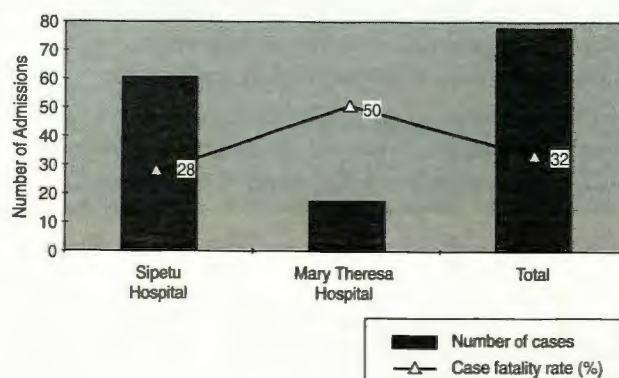 Number of Admissions
80
70
60
50
40
30
20
10
0
28
50
32
Sipetu
Hospital
Mary Theresa
Hospital
Total
Number of cases
Case fatality rate (%)